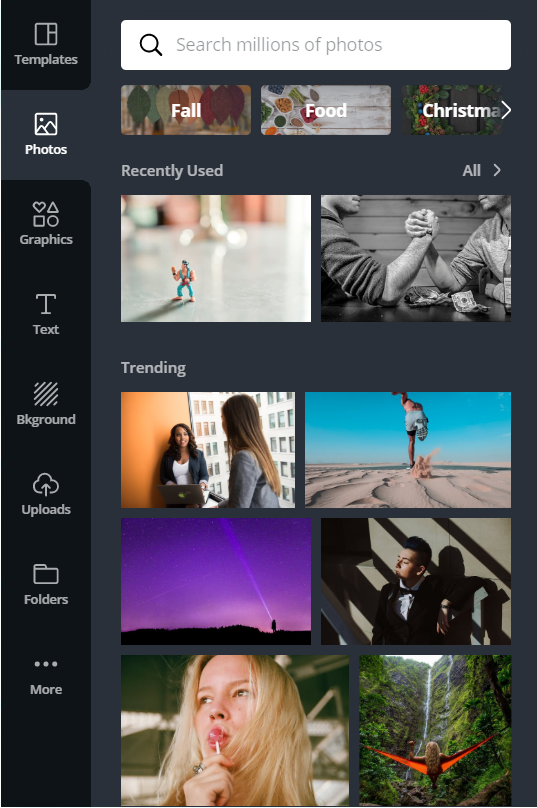 Templates
Photos
Graphics
Text
Bkground
Uploads
Folders
More
Search millions of photos
Fall
Food
Christma
Recently Used
All
Trending